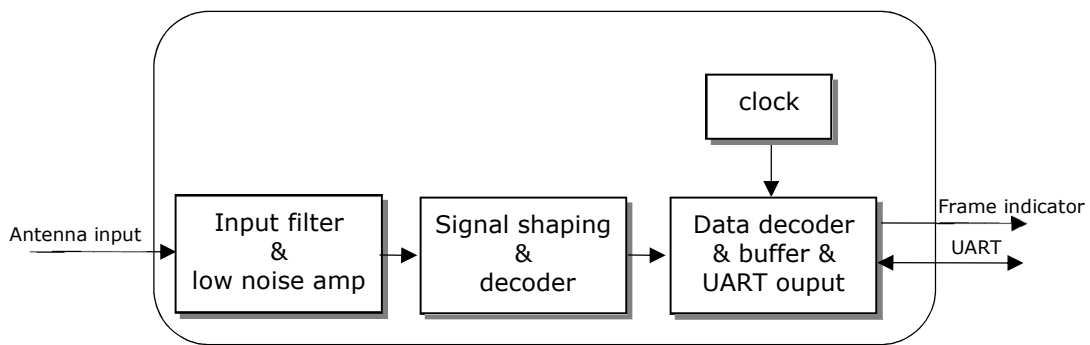 clock
Antenna input
Input filter
&
low noise amp
Signal shaping
&
decoder
Data decoder
& buffer &
UART ouput
Frame indicator
UART